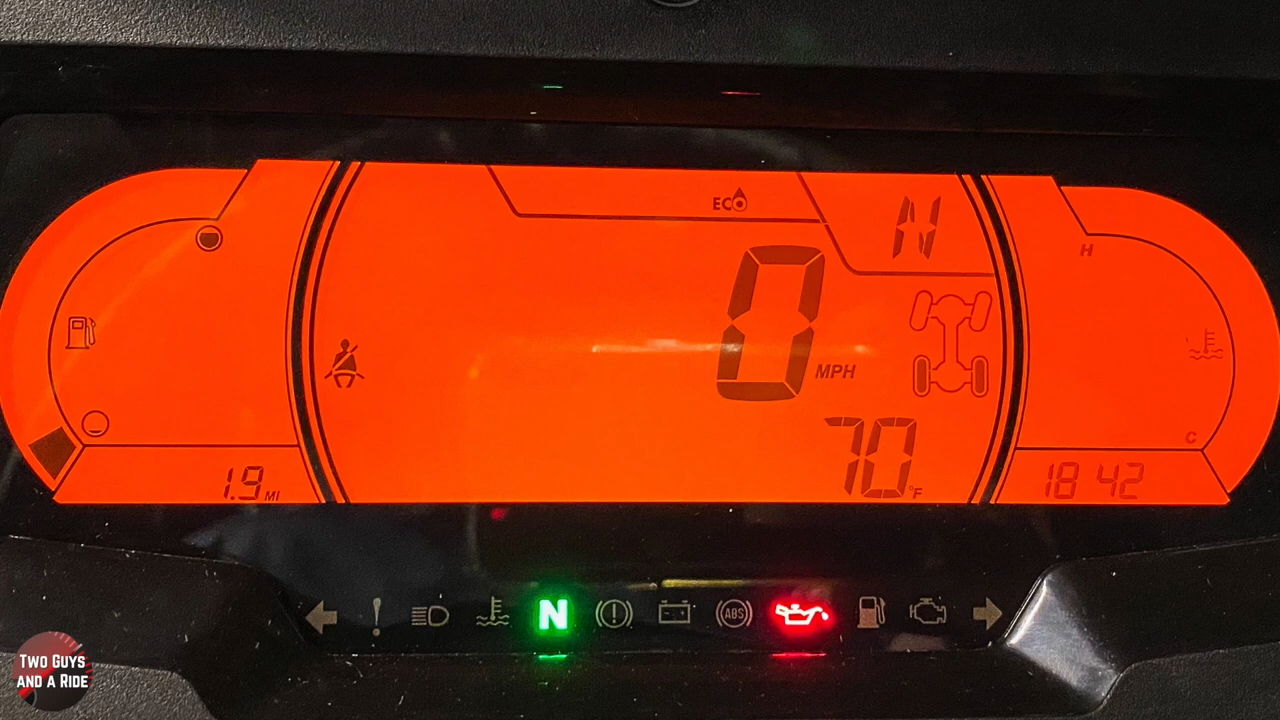 ECO
N
H
0 MPH
70 °F
C
1.9 MI
18 42
N
ABS
TWO GUYS
AND A RIDE